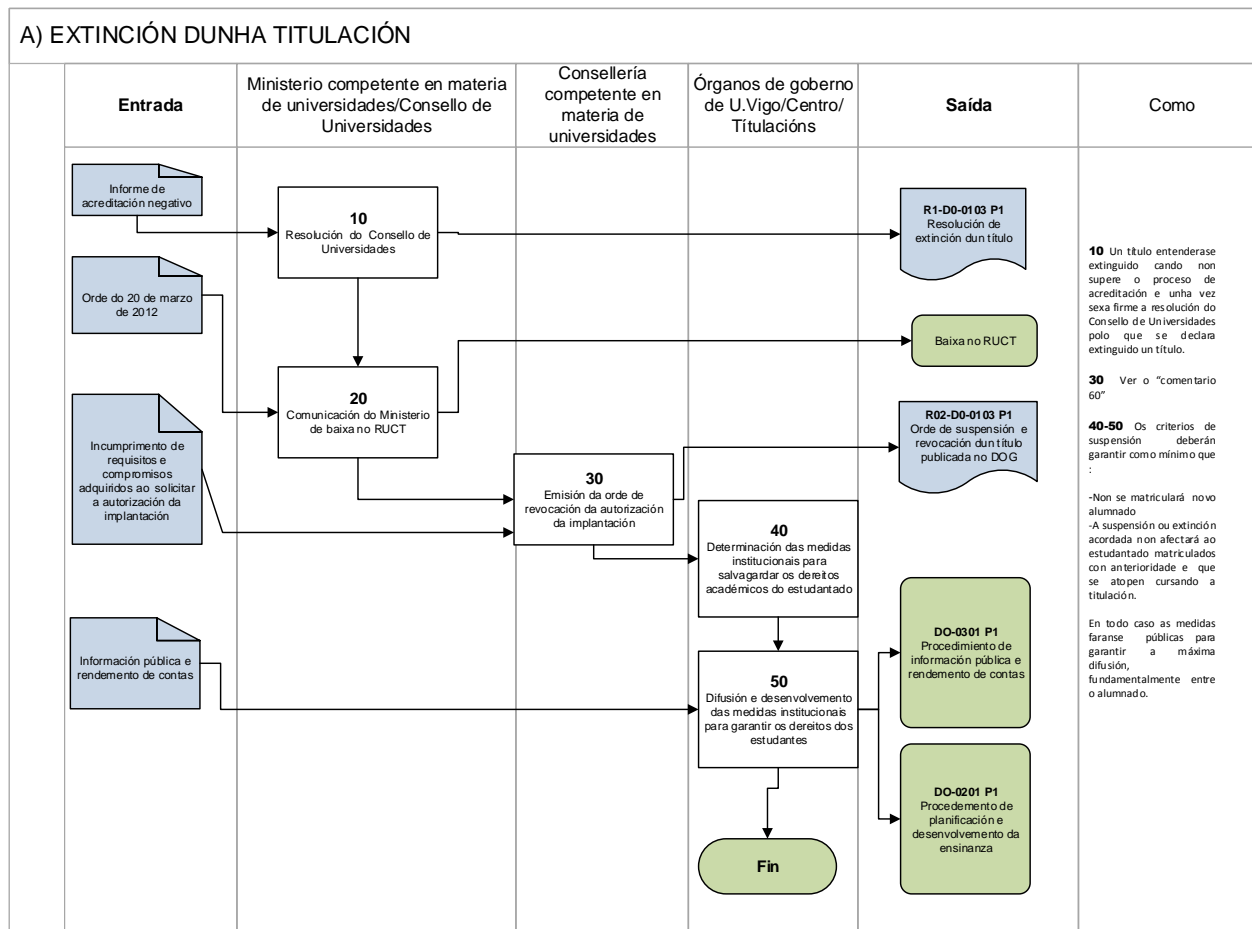 A) EXTINCIÓN DUNHA TITULACIÓN
Entrada
Ministerio competente en materia
de universidades/Consello de
Universidades
Consellería
competente en
materia de
universidades
Órganos de goberno
de U.Vigo/Centro/
Títulacións
Saída
Como
Informe de
acreditación negativo
10
Resolución do Consello de
Universidades
R1-D0-0103 P1
Resolución de
extinción dun título
Orde do 20 de marzo
de 2012
Baixa no RUCT
20
Comunicación do Ministerio
de baixa no RUCT
Incumprimento de
requisitos e
compromisos
adquiridos ao solicitar
a autorización da
implantación
R02-D0-0103 P1
Orde de suspensión e
revocación dun título
publicada no DOG
30
Emisión da orde de
revocación da autorización
da implantación
40
Determinación das medidas
institucionais para
salvagardar os dereitos
académicos do estudantado
Información pública e
rendemento de contas
50
Difusión e desenvolvemento
das medidas institucionais
para garantir os dereitos dos
estudantes
DO-0301 P1
Procedimiento de
información pública e
rendemento de contas
DO-0201 P1
Procedemento de
planificación e
desenvolvemento da
ensinanza
Fin
10 Un título entenderase
extinguido cando non
supere o proceso de
acreditación e unha vez
sexa firme a resolución do
Consello de Universidades
polo que se declara
extinguido un título.
30 Ver o “comentario
60”
40-50 Os criterios de
suspensión deberán
garantir como mínimo que
:
-Non se matriculará novo
alumnado
-A suspensión ou extinción
acordada non afectará ao
estudantado matriculados
con anterioridade e que
se atopen cursando a
titulación.
En todo caso as medidas
faranse públicas para
garantir a máxima
difusión,
fundamentalmente entre
o alumnado.